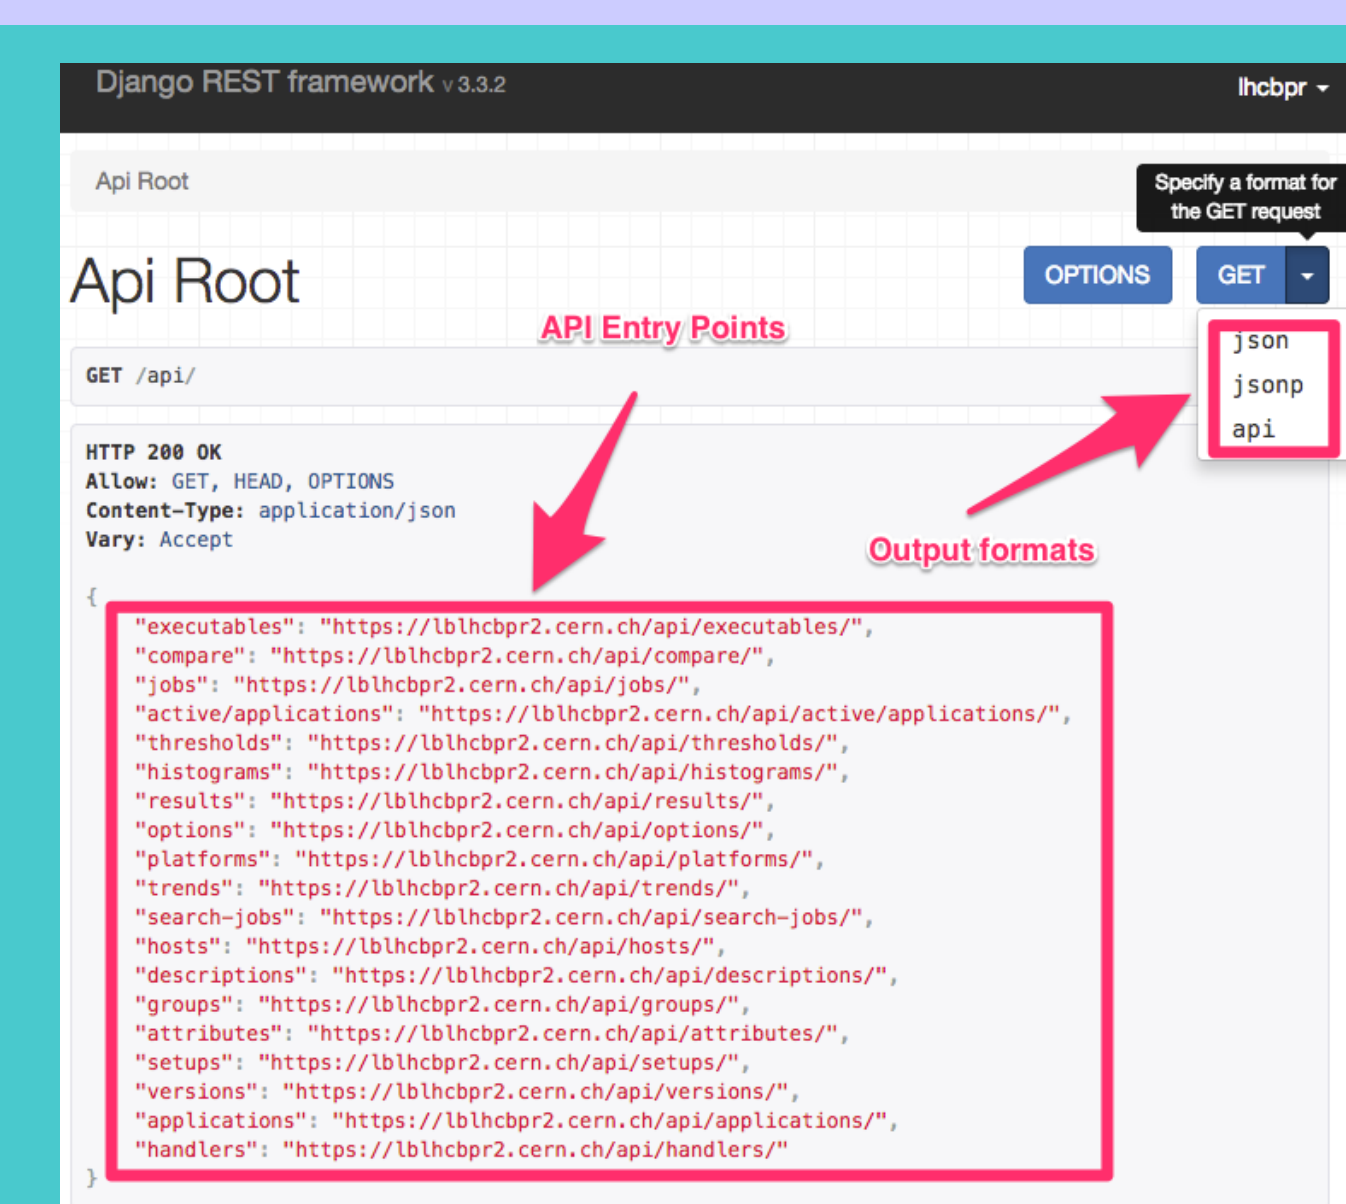 Django REST framework v 3.3.2
lhcbpr
Api Root
Specify a format for
the GET request
Api Root
OPTIONS
GET
API Entry Points
json
GET /api/
jsonp
api
HTTP 200 OK
Allow: GET, HEAD, OPTIONS
Content-Type: application/json
Vary: Accept
Output formats
{
"executables": "https://lblhcbpr2.cern.ch/api/executables/",
"compare": "https://lblhcbpr2.cern.ch/api/compare/",
"jobs": "https://lblhcbpr2.cern.ch/api/jobs/",
"active/applications": "https://lblhcbpr2.cern.ch/api/active/applications/",
"thresholds": "https://lblhcbpr2.cern.ch/api/thresholds/",
"histograms": "https://lblhcbpr2.cern.ch/api/histograms/",
"results": "https://lblhcbpr2.cern.ch/api/results/",
"options": "https://lblhcbpr2.cern.ch/api/options/",
"platforms": "https://lblhcbpr2.cern.ch/api/platforms/",
"trends": "https://lblhcbpr2.cern.ch/api/trends/",
"search-jobs": "https://lblhcbpr2.cern.ch/api/search-jobs/",
"hosts": "https://lblhcbpr2.cern.ch/api/hosts/",
"descriptions": "https://lblhcbpr2.cern.ch/api/descriptions/",
"groups": "https://lblhcbpr2.cern.ch/api/groups/",
"attributes": "https://lblhcbpr2.cern.ch/api/attributes/",
"setups": "https://lblhcbpr2.cern.ch/api/setups/",
"versions": "https://lblhcbpr2.cern.ch/api/versions/",
"applications": "https://lblhcbpr2.cern.ch/api/applications/",
"handlers": "https://lblhcbpr2.cern.ch/api/handlers/"
}